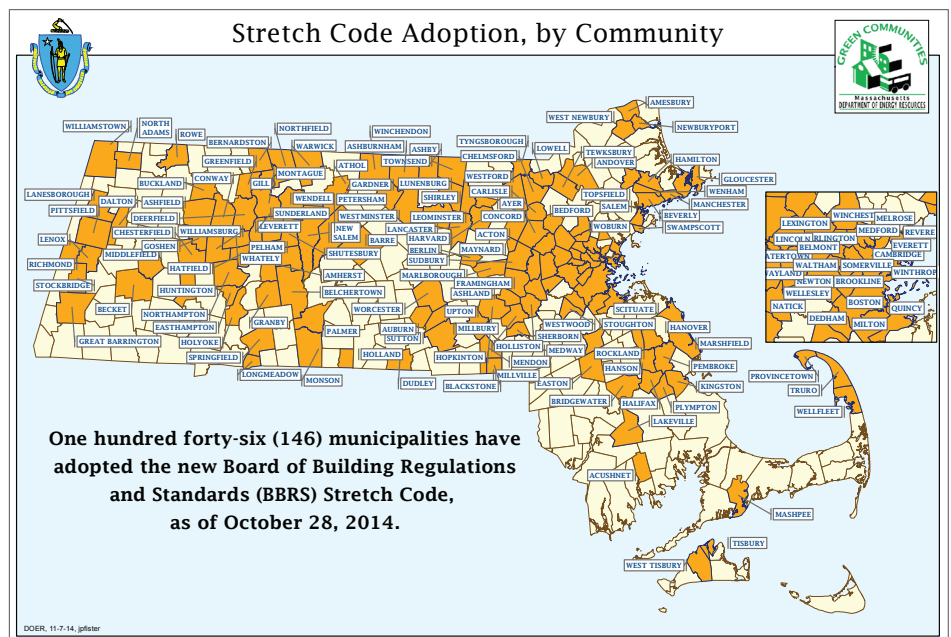 Stretch Code Adoption, by Community
GREEN COMMUNITIES
Massachusetts
DEPARTMENT OF ENERGY RESOURCES
AMESBURY
WEST NEWBURY
NEWBURYPORT
WILLIAMSTOWN
NORTH
ADAMS
ROWE
BERNARDSTON
NORTHFIELD
WARWICK
WINCHENDON
ASHBURNHAM
ASHBY
TYNGSBOROUGH
LOWELL
TEWKSBURY
ANDOVER
HAMILTON
GREENFIELD
ATHOL
TOWNSEND
CHELMSFORD
BUCKLAND
CONWAY
GILL
MONTAGUE
GARDNER
LUNENBURG
WESTFORD
GLOUCESTER
WENHAM
LANESBOROUGH
DALTON
ASHFIELD
WENDELL
PETERSHAM
SHIRLEY
CARLISLE
AYER
TOPSFIELD
SALEM
MANCHESTER
PITTSFIELD
DEERFIELD
SUNDERLAND
WESTMINSTER
LEOMINSTER
CONCORD
BEDFORD
BEVERLY
CHESTERFIELD
WILLIAMSBURG
LEVERETT
NEW
SALEM
LANCASTER
HARVARD
ACTON
WOBURN
SWAMPSCOTT
LENOX
GOSHEN
MIDDLEFIELD
PELHAM
WHATELY
BARRE
SHUTESBURY
BERLIN
SUDBURY
MAYNARD
RICHMOND
HATFIELD
AMHERST
MARLBOROUGH
FRAMINGHAM
STOCKBRIDGE
HUNTINGTON
BELCHERTOWN
ASHLAND
BECKET
NORTHAMPTON
EASTHAMPTON
GRANBY
WORCESTER
UPTON
SCITUATE
GREAT BARRINGTON
HOLYOKE
PALMER
AUBURN
SUTTON
MILLBURY
WESTWOOD
SHERBORN
STOUGHTON
HANOVER
SPRINGFIELD
HOLLAND
HOPKINTON
HOLLISTON
MENDON
MEDWAY
ROCKLAND
MARSHFIELD
LONGMEADOW
MONSON
DUDLEY
BLACKSTONE
MILLVILLE
EASTON
HANSON
PEMBROKE
KINGSTON
BRIDGEWATER
HALIFAX
PLYMPTON
LAKEVILLE
LEXINGTON
WINCHEST
MELROSE
MEDFORD
REVERE
LINCOLN
RLINGTON
BELMONT
EVERETT
CAMBRIDGE
ATERTOWN
WALTHAM
SOMERVILLE
AYLAND
NEWTON
BROOKLINE
WINTHROP
WELLESLEY
NATICK
BOSTON
QUINCY
DEDHAM
MILTON
PROVINCETOWN
TRURO
WELLFLEET
ACUSHNET
MASHPEE
TISBURY
WEST TISBURY
One hundred forty-six (146) municipalities have
adopted the new Board of Building Regulations
and Standards (BBRS) Stretch Code,
as of October 28, 2014.
DOER, 11-7-14, jpfister